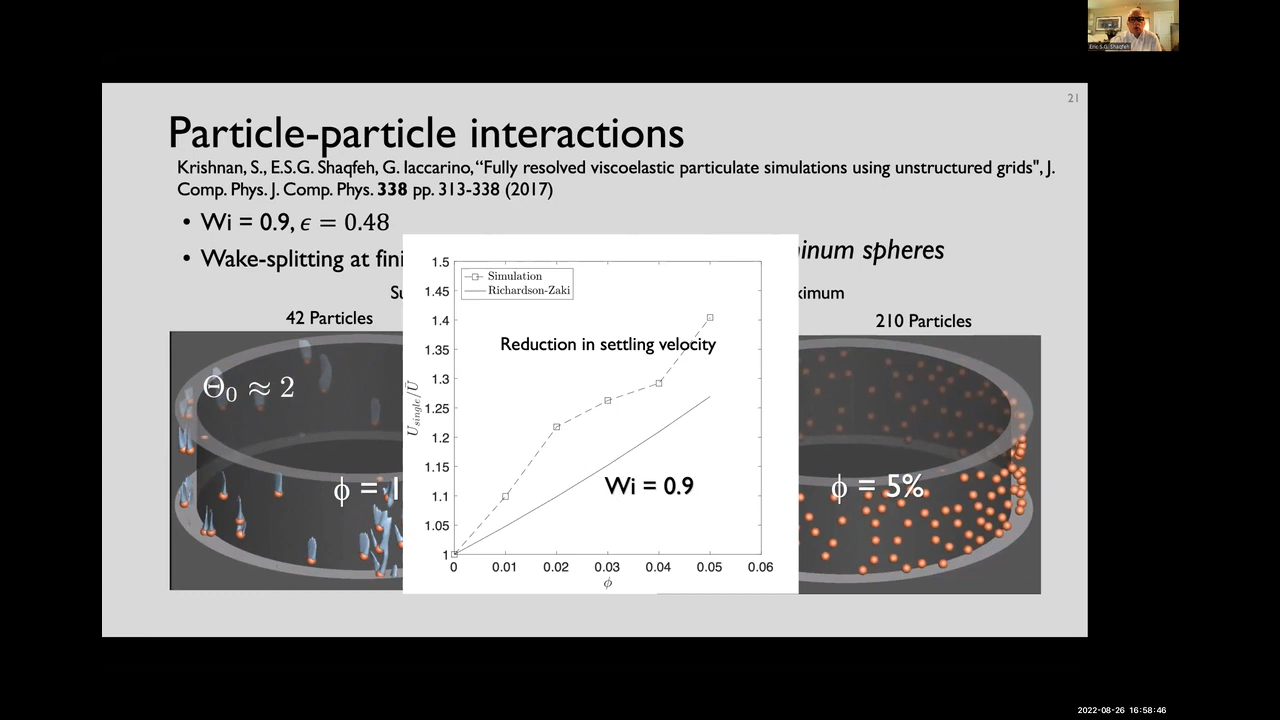 Eric S.G. Shaqfeh
21
Particle-particle interactions
Krishnan, S., E.S.G. Shaqfeh, G. Iaccarino, “Fully resolved viscoelastic particulate simulations using unstructured grids", J.
Comp. Phys. J. Comp. Phys. 338 pp. 313-338 (2017)
• Wi = 0.9, ϵ = 0.48
• Wake-splitting at
spheres
42 Particles
210 Particles
Θ₀ ≈ 2
ϕ = 1
ϕ = 5%
Simulation
Richardson-Zaki
Reduction in settling velocity
Wi = 0.9
U_single/Ū
1.5
1.45
1.4
1.35
1.3
1.25
1.2
1.15
1.1
1.05
1
0 0.01 0.02 0.03 0.04 0.05 0.06
ϕ
2022-08-26 16:58:46